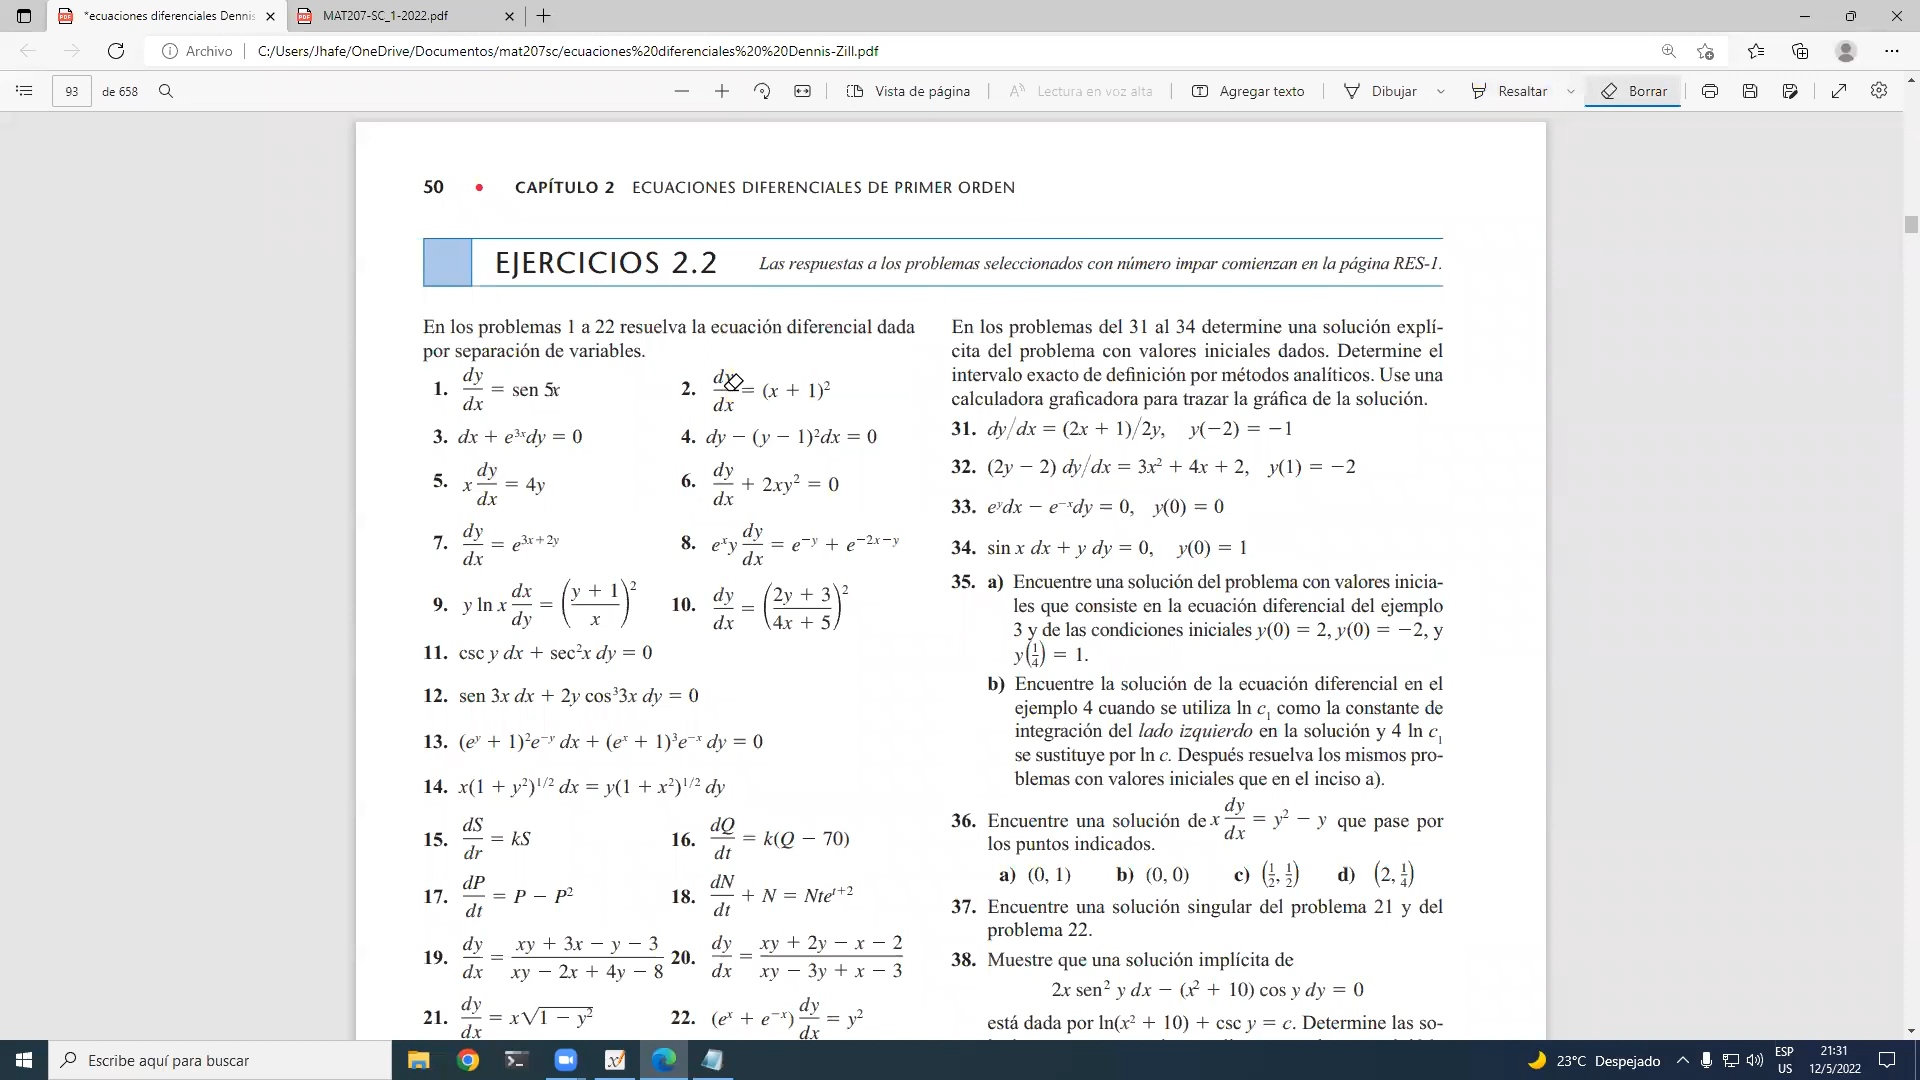 *ecuaciones diferenciales Dennis
MAT207-SC_1-2022.pdf
Archivo
C:/Users/Jhafe/OneDrive/Documentos/mat207sc/ecuaciones%20diferenciales%20%20Dennis-Zill.pdf
93 de 658
Vista de página
Lectura en voz alta
Agregar texto
Dibujar
Resaltar
Borrar
50 • CAPÍTULO 2 ECUACIONES DIFERENCIALES DE PRIMER ORDEN
EJERCICIOS 2.2 Las respuestas a los problemas seleccionados con número impar comienzan en la página RES-1.
En los problemas 1 a 22 resuelva la ecuación diferencial dada
por separación de variables.
1. dy/dx = sen 5x
2. dy/dx = (x + 1)²
3. dx + e³ˣdy = 0
4. dy − (y − 1)²dx = 0
5. x dy/dx = 4y
6. dy/dx + 2xy² = 0
7. dy/dx = e³ˣ⁺²ʸ
8. eˣy dy/dx = e⁻ʸ + e⁻²ˣ⁻ʸ
9. y ln x dx/dy = ((y + 1)/x)²
10. dy/dx = ((2y + 3)/(4x + 5))²
11. csc y dx + sec²x dy = 0
12. sen 3x dx + 2y cos³3x dy = 0
13. (eʸ + 1)²e⁻ʸ dx + (eˣ + 1)³e⁻ˣ dy = 0
14. x(1 + y²)¹/² dx = y(1 + x²)¹/² dy
15. dS/dr = kS
16. dQ/dt = k(Q − 70)
17. dP/dt = P − P²
18. dN/dt + N = Nteᵗ⁺²
19. dy/dx = (xy + 3x − y − 3)/(xy − 2x + 4y − 8)
20. dy/dx = (xy + 2y − x − 2)/(xy − 3y + x − 3)
21. dy/dx = x√(1 − y²)
22. (eˣ + e⁻ˣ) dy/dx = y²
En los problemas del 31 al 34 determine una solución explí-
cita del problema con valores iniciales dados. Determine el
intervalo exacto de definición por métodos analíticos. Use una
calculadora graficadora para trazar la gráfica de la solución.
31. dy/dx = (2x + 1)/2y, y(−2) = −1
32. (2y − 2) dy/dx = 3x² + 4x + 2, y(1) = −2
33. eʸdx − e⁻ˣdy = 0, y(0) = 0
34. sin x dx + y dy = 0, y(0) = 1
35. a) Encuentre una solución del problema con valores inicia-
les que consiste en la ecuación diferencial del ejemplo
3 y de las condiciones iniciales y(0) = 2, y(0) = −2, y
y(1/4) = 1.
b) Encuentre la solución de la ecuación diferencial en el
ejemplo 4 cuando se utiliza ln c₁ como la constante de
integración del lado izquierdo en la solución y 4 ln c₁
se sustituye por ln c. Después resuelva los mismos pro-
blemas con valores iniciales que en el inciso a).
36. Encuentre una solución de x dy/dx = y² − y que pase por
los puntos indicados.
a) (0, 1) b) (0, 0) c) (1/2, 1/2) d) (2, 1/4)
37. Encuentre una solución singular del problema 21 y del
problema 22.
38. Muestre que una solución implícita de
2x sen² y dx − (x² + 10) cos y dy = 0
está dada por ln(x² + 10) + csc y = c. Determine las so-
Escribe aquí para buscar
23°C Despejado
ESP
US
21:31
12/5/2022